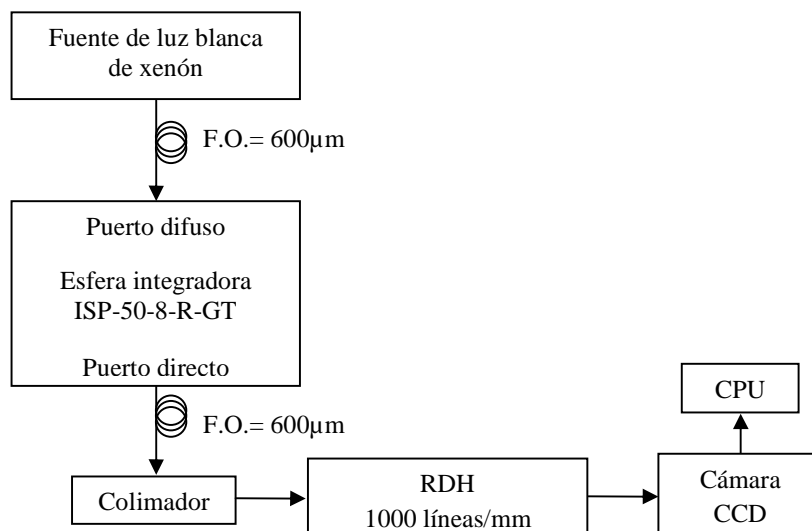 Fuente de luz blanca
de xenón
F.O.= 600µm
Puerto difuso
Esfera integradora
ISP-50-8-R-GT
Puerto directo
F.O.= 600µm
CPU
Colimador
RDH
1000 líneas/mm
Cámara
CCD